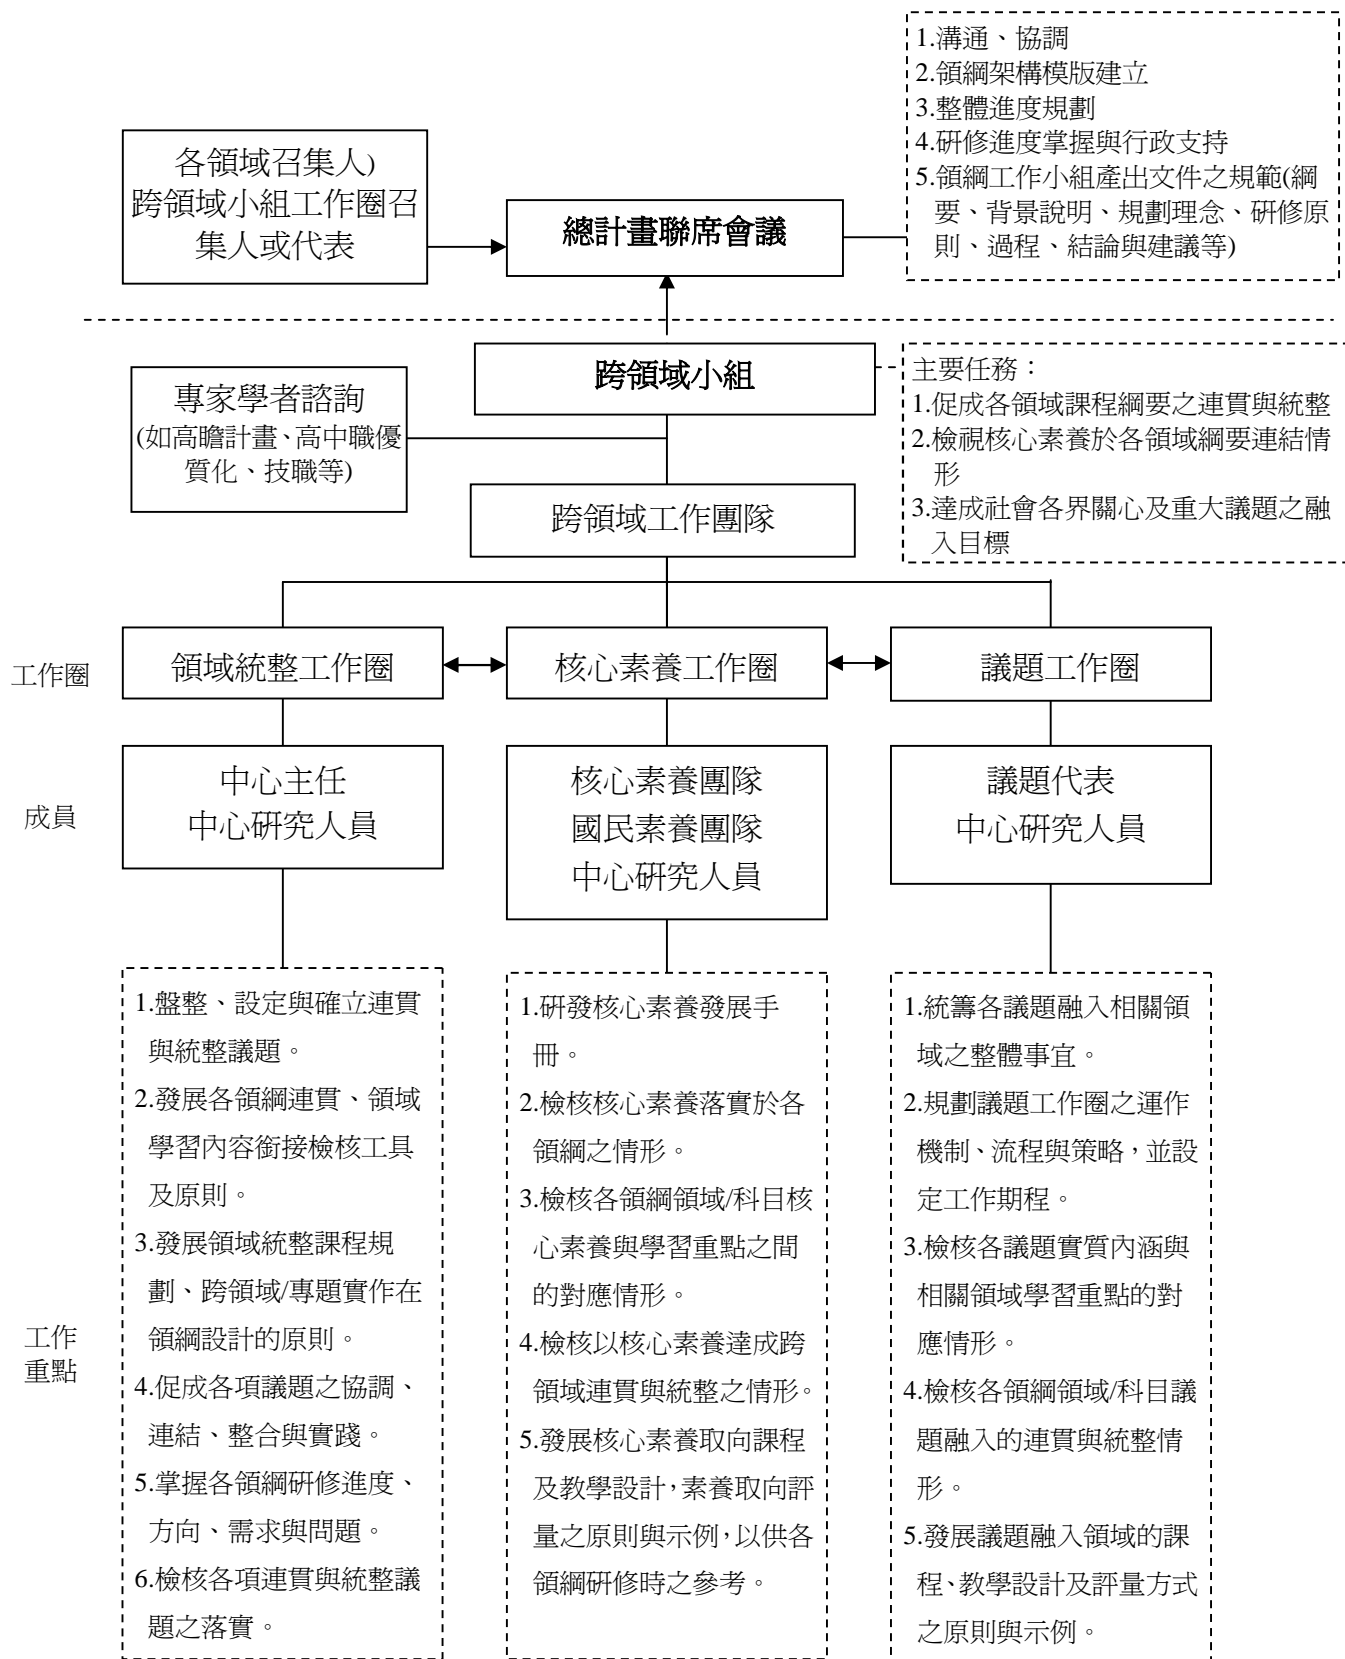 1.溝通、協調
2.領綱架構模版建立
3.整體進度規劃
4.研修進度掌握與行政支持
5.領綱工作小組產出文件之規範(綱
要、背景說明、規劃理念、研修原
則、過程、結論與建議等)
各領域召集人)
跨領域小組工作圈召
集人或代表
總計畫聯席會議
跨領域小組
主要任務：
1.促成各領域課程綱要之連貫與統整
2.檢視核心素養於各領域綱要連結情
形
3.達成社會各界關心及重大議題之融
入目標
專家學者諮詢
(如高瞻計畫、高中職優
質化、技職等)
跨領域工作團隊
工作圈
領域統整工作圈
核心素養工作圈
議題工作圈
成員
中心主任
中心研究人員
核心素養團隊
國民素養團隊
中心研究人員
議題代表
中心研究人員
工作
重點
1.盤整、設定與確立連貫
與統整議題。
2.發展各領綱連貫、領域
學習內容銜接檢核工具
及原則。
3.發展領域統整課程規
劃、跨領域/專題實作在
領綱設計的原則。
4.促成各項議題之協調、
連結、整合與實踐。
5.掌握各領綱研修進度、
方向、需求與問題。
6.檢核各項連貫與統整議
題之落實。
1.研發核心素養發展手
冊。
2.檢核核心素養落實於各
領綱之情形。
3.檢核各領綱領域/科目核
心素養與學習重點之間
的對應情形。
4.檢核以核心素養達成跨
領域連貫與統整之情形。
5.發展核心素養取向課程
及教學設計，素養取向評
量之原則與示例，以供各
領綱研修時之參考。
1.統籌各議題融入相關領
域之整體事宜。
2.規劃議題工作圈之運作
機制、流程與策略，並設
定工作期程。
3.檢核各議題實質內涵與
相關領域學習重點的對
應情形。
4.檢核各領綱領域/科目議
題融入的連貫與統整情
形。
5.發展議題融入領域的課
程、教學設計及評量方式
之原則與示例。